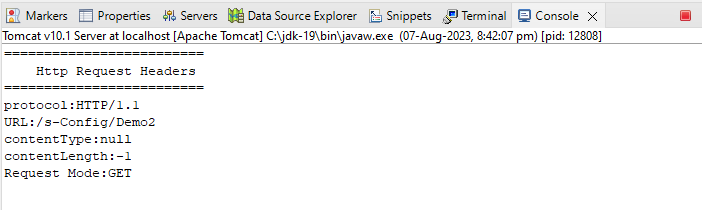 Markers Properties Servers Data Source Explorer Snippets Terminal Console
Tomcat v10.1 Server at localhost [Apache Tomcat] C:\jdk-19\bin\javaw.exe (07-Aug-2023, 8:42:07 pm) [pid: 12808]
=========================
    Http Request Headers
=========================
protocol:HTTP/1.1
URL:/s-Config/Demo2
contentType:null
contentLength:-1
Request Mode:GET